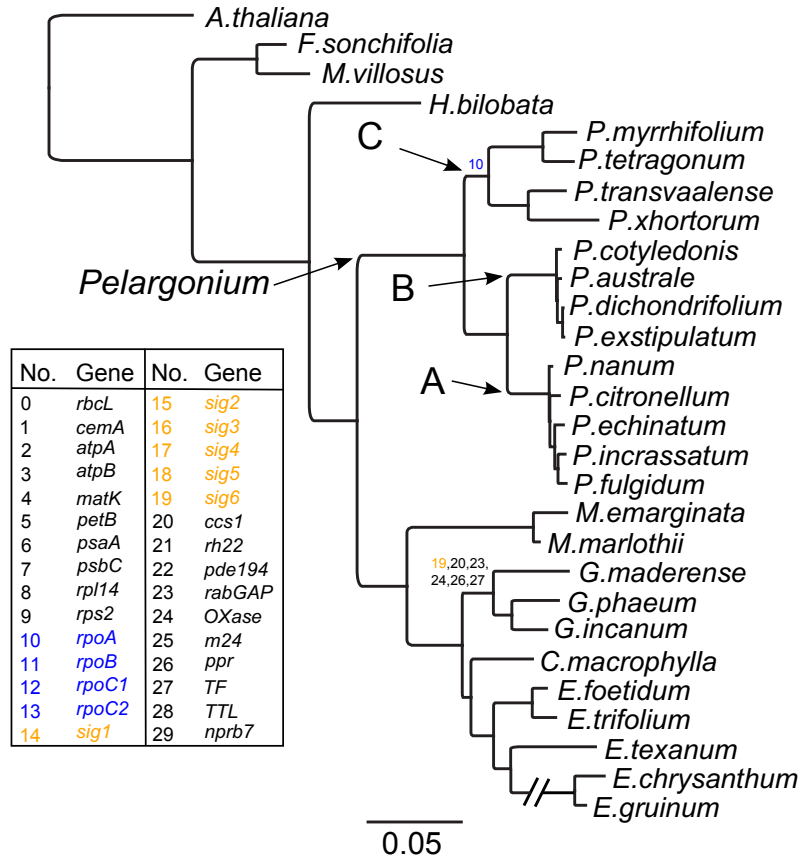 A.thaliana
F.sonchifolia
M.villosus
H.bilobata
C
10
P.myrrhifolium
P.tetragonum
P.transvaalense
P.xhortorum
Pelargonium
B
P.cotyledonis
P.australe
P.dichondrifolium
P.exstipulatum
A
P.nanum
P.citronellum
P.echinatum
P.incrassatum
P.fulgidum
M.emarginata
M.marlothii
19,20,23,
24,26,27
G.maderense
G.phaeum
G.incanum
C.macrophylla
E.foetidum
E.trifolium
E.texanum
E.chrysanthum
E.gruinum
0.05
No. Gene No. Gene
0 rbcL 15 sig2
1 cemA 16 sig3
2 atpA 17 sig4
3 atpB 18 sig5
4 matK 19 sig6
5 petB 20 ccs1
6 psaA 21 rh22
7 psbC 22 pde194
8 rpl14 23 rabGAP
9 rps2 24 OXase
10 rpoA 25 m24
11 rpoB 26 ppr
12 rpoC1 27 TF
13 rpoC2 28 TTL
14 sig1 29 nprb7